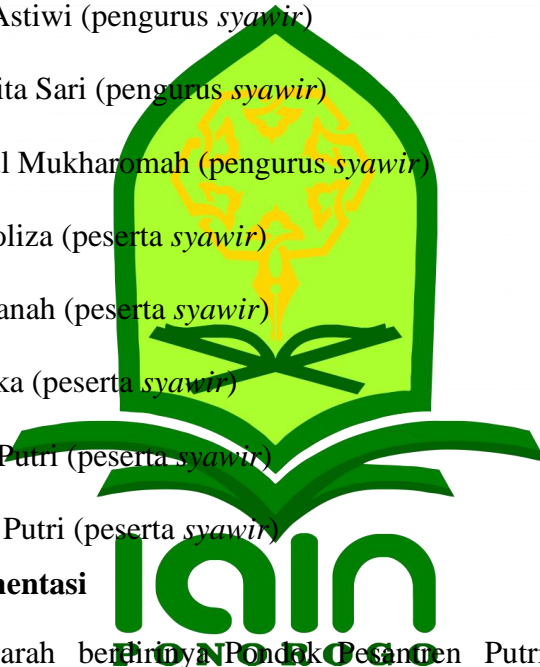 Astiwi (pengurus syawir)
ita Sari (pengurus syawir)
l Mukharomah (pengurus syawir)
oliza (peserta syawir)
anah (peserta syawir)
ka (peserta syawir)
Putri (peserta syawir)
Putri (peserta syawir)
iain
mentasi
arah berdirinya Pondok Pesantren Putri
PONOROGO